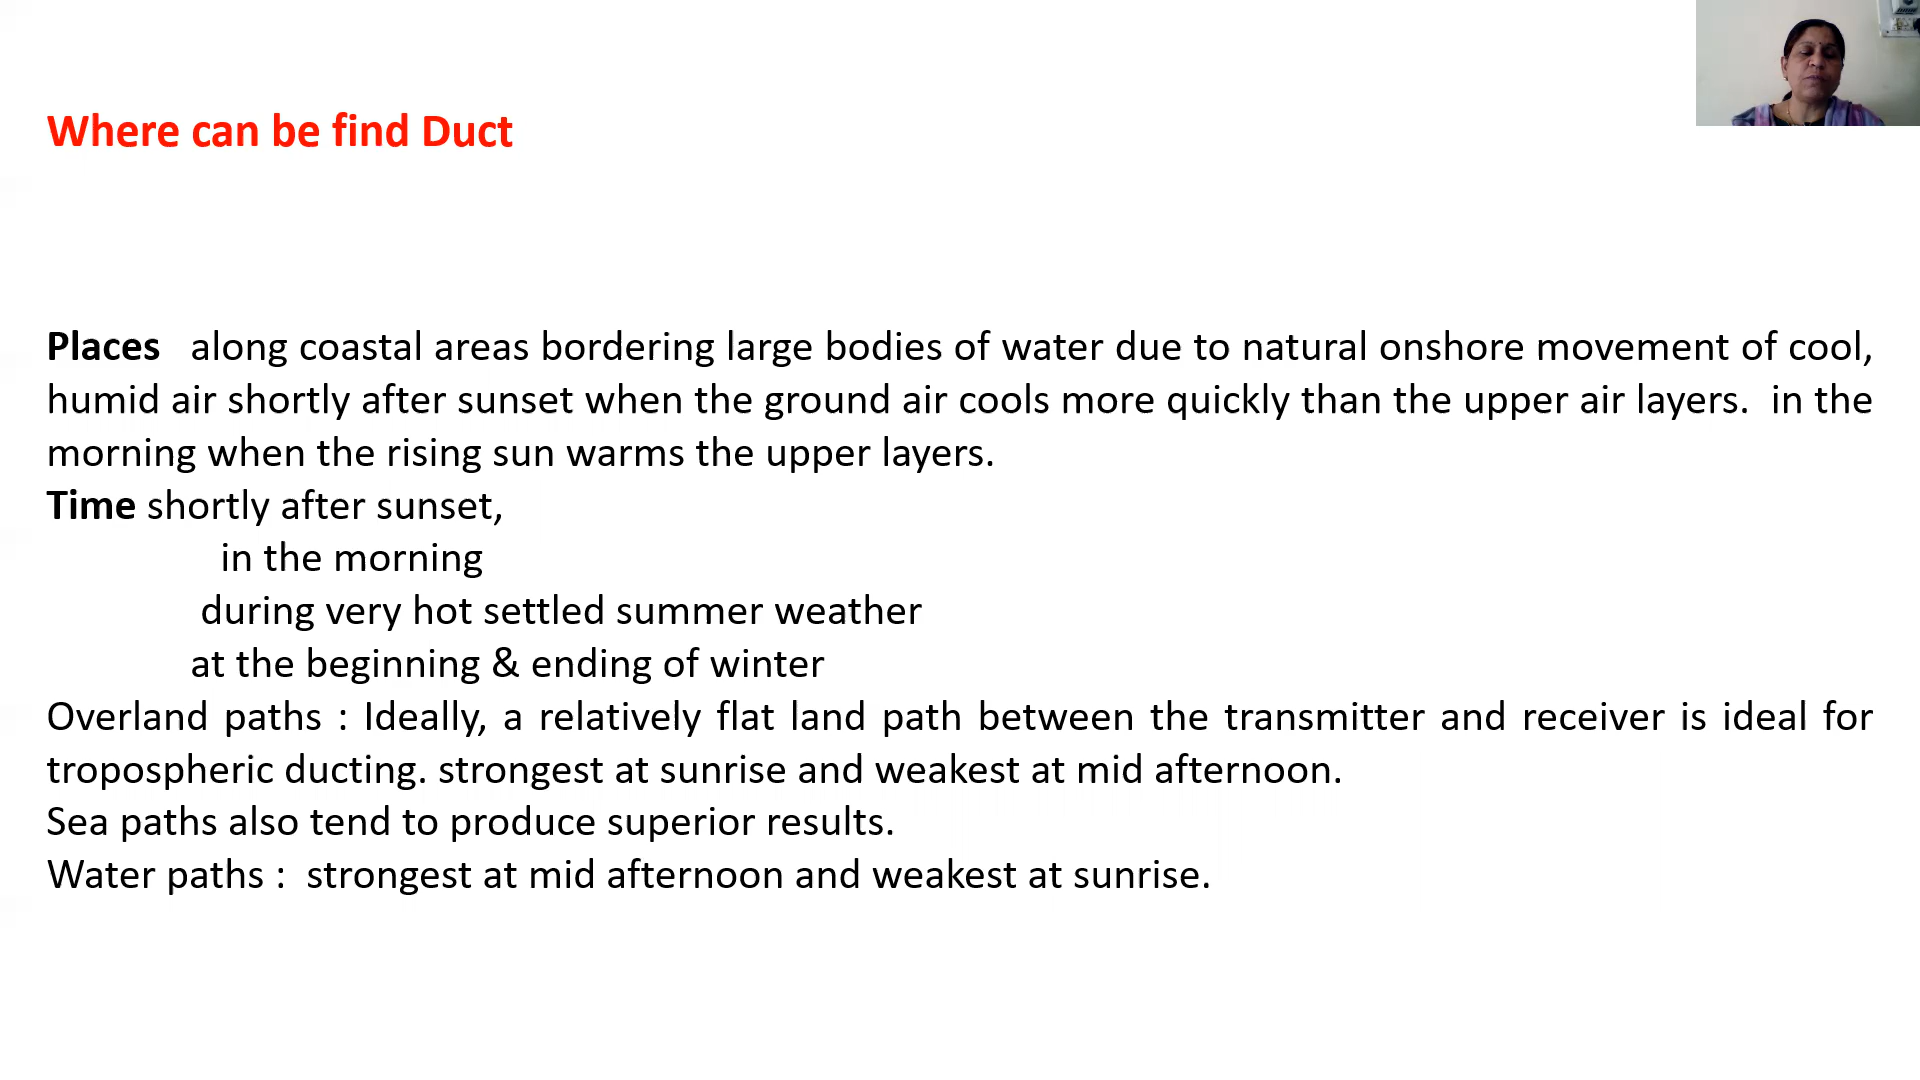 Where can be find Duct
Places along coastal areas bordering large bodies of water due to natural onshore movement of cool,
humid air shortly after sunset when the ground air cools more quickly than the upper air layers. in the
morning when the rising sun warms the upper layers.
Time shortly after sunset,
in the morning
during very hot settled summer weather
at the beginning & ending of winter
Overland paths : Ideally, a relatively flat land path between the transmitter and receiver is ideal for
tropospheric ducting. strongest at sunrise and weakest at mid afternoon.
Sea paths also tend to produce superior results.
Water paths : strongest at mid afternoon and weakest at sunrise.